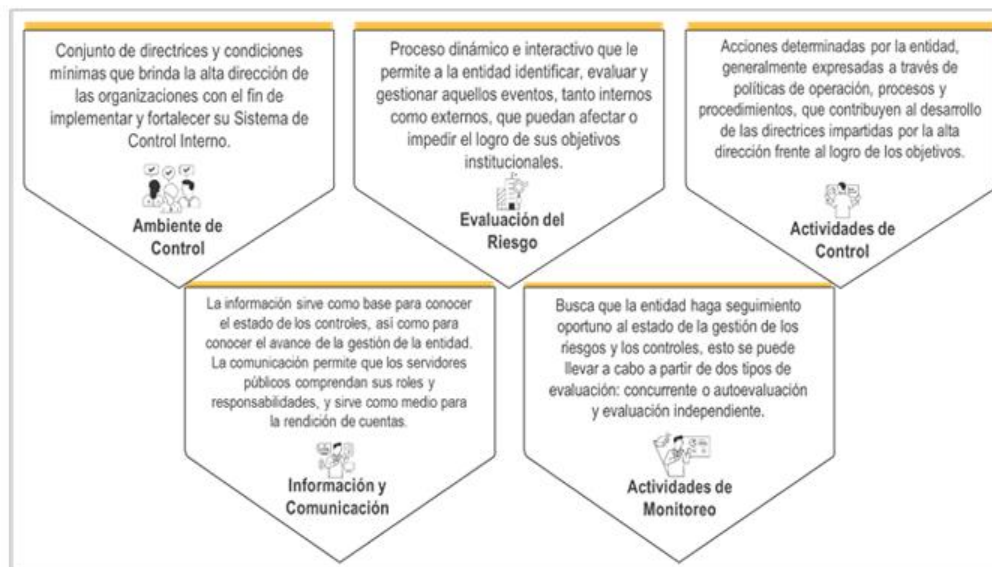 Conjunto de directrices y condiciones
mínimas que brinda la alta dirección de
las organizaciones con el fin de
implementar y fortalecer su Sistema de
Control Interno.
Ambiente de
Control
Proceso dinámico e interactivo que le
permite a la entidad identificar, evaluar y
gestionar aquellos eventos, tanto internos
como externos, que puedan afectar o
impedir el logro de sus objetivos
institucionales.
Evaluación del
Riesgo
Acciones determinadas por la entidad,
generalmente expresadas a través de
políticas de operación, procesos y
procedimientos, que contribuyen al desarrollo
de las directrices impartidas por la alta
dirección frente al logro de los objetivos.
Actividades de
Control
La información sirve como base para conocer
el estado de los controles, así como para
conocer el avance de la gestión de la entidad.
La comunicación permite que los servidores
públicos comprendan sus roles y
responsabilidades, y sirve como medio para
la rendición de cuentas.
Información y
Comunicación
Busca que la entidad haga seguimiento
oportuno al estado de la gestión de los
riesgos y los controles, esto se puede
llevar a cabo a partir de dos tipos de
evaluación: concurrente o autoevaluación
y evaluación independiente.
Actividades de
Monitoreo